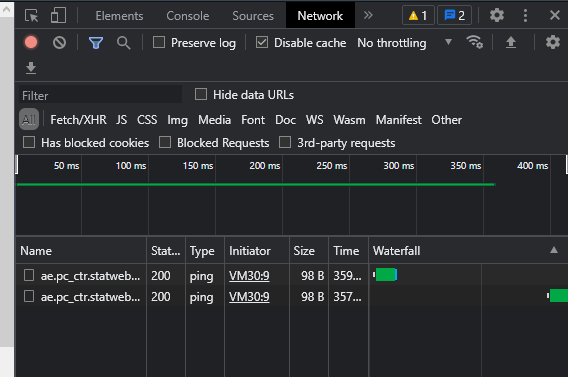 Elements Console Sources Network » 1 2
Preserve log Disable cache No throttling
Filter Hide data URLs
All Fetch/XHR JS CSS Img Media Font Doc WS Wasm Manifest Other
Has blocked cookies Blocked Requests 3rd-party requests
50 ms 100 ms 150 ms 200 ms 250 ms 300 ms 350 ms 400 ms
Name Stat... Type Initiator Size Time Waterfall
ae.pc_ctr.statweb... 200 ping VM30:9 98 B 359...
ae.pc_ctr.statweb... 200 ping VM30:9 98 B 357...